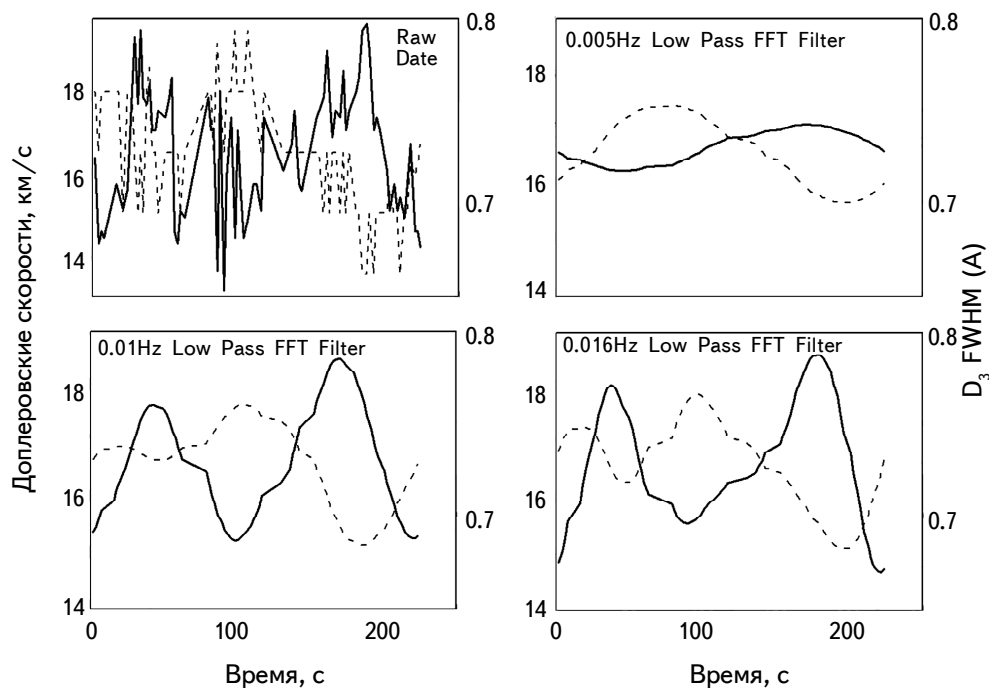 Raw
Date
0.8
18
16
0.7
14
0.005Hz Low Pass FFT Filter
0.8
18
16
0.7
14
Доплеровские скорости, км/с
D3 FWHM (A)
0.01Hz Low Pass FFT Filter
0.8
18
16
0.7
14
0 100 200
Время, с
0.016Hz Low Pass FFT Filter
0.8
18
16
0.7
14
0 100 200
Время, с